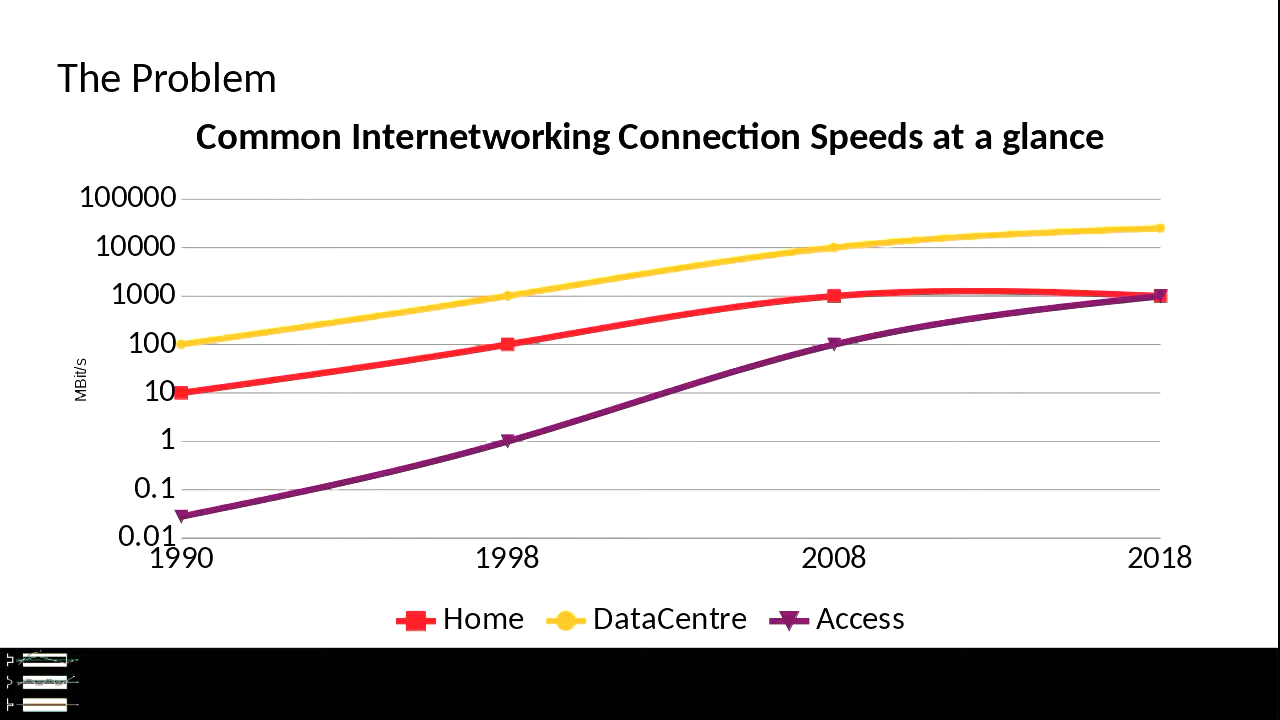 The Problem
Common Internetworking Connection Speeds at a glance
100000
10000
1000
100
10
1
0.1
0.01
MBit/s
1990 1998 2008 2018
Home DataCentre Access